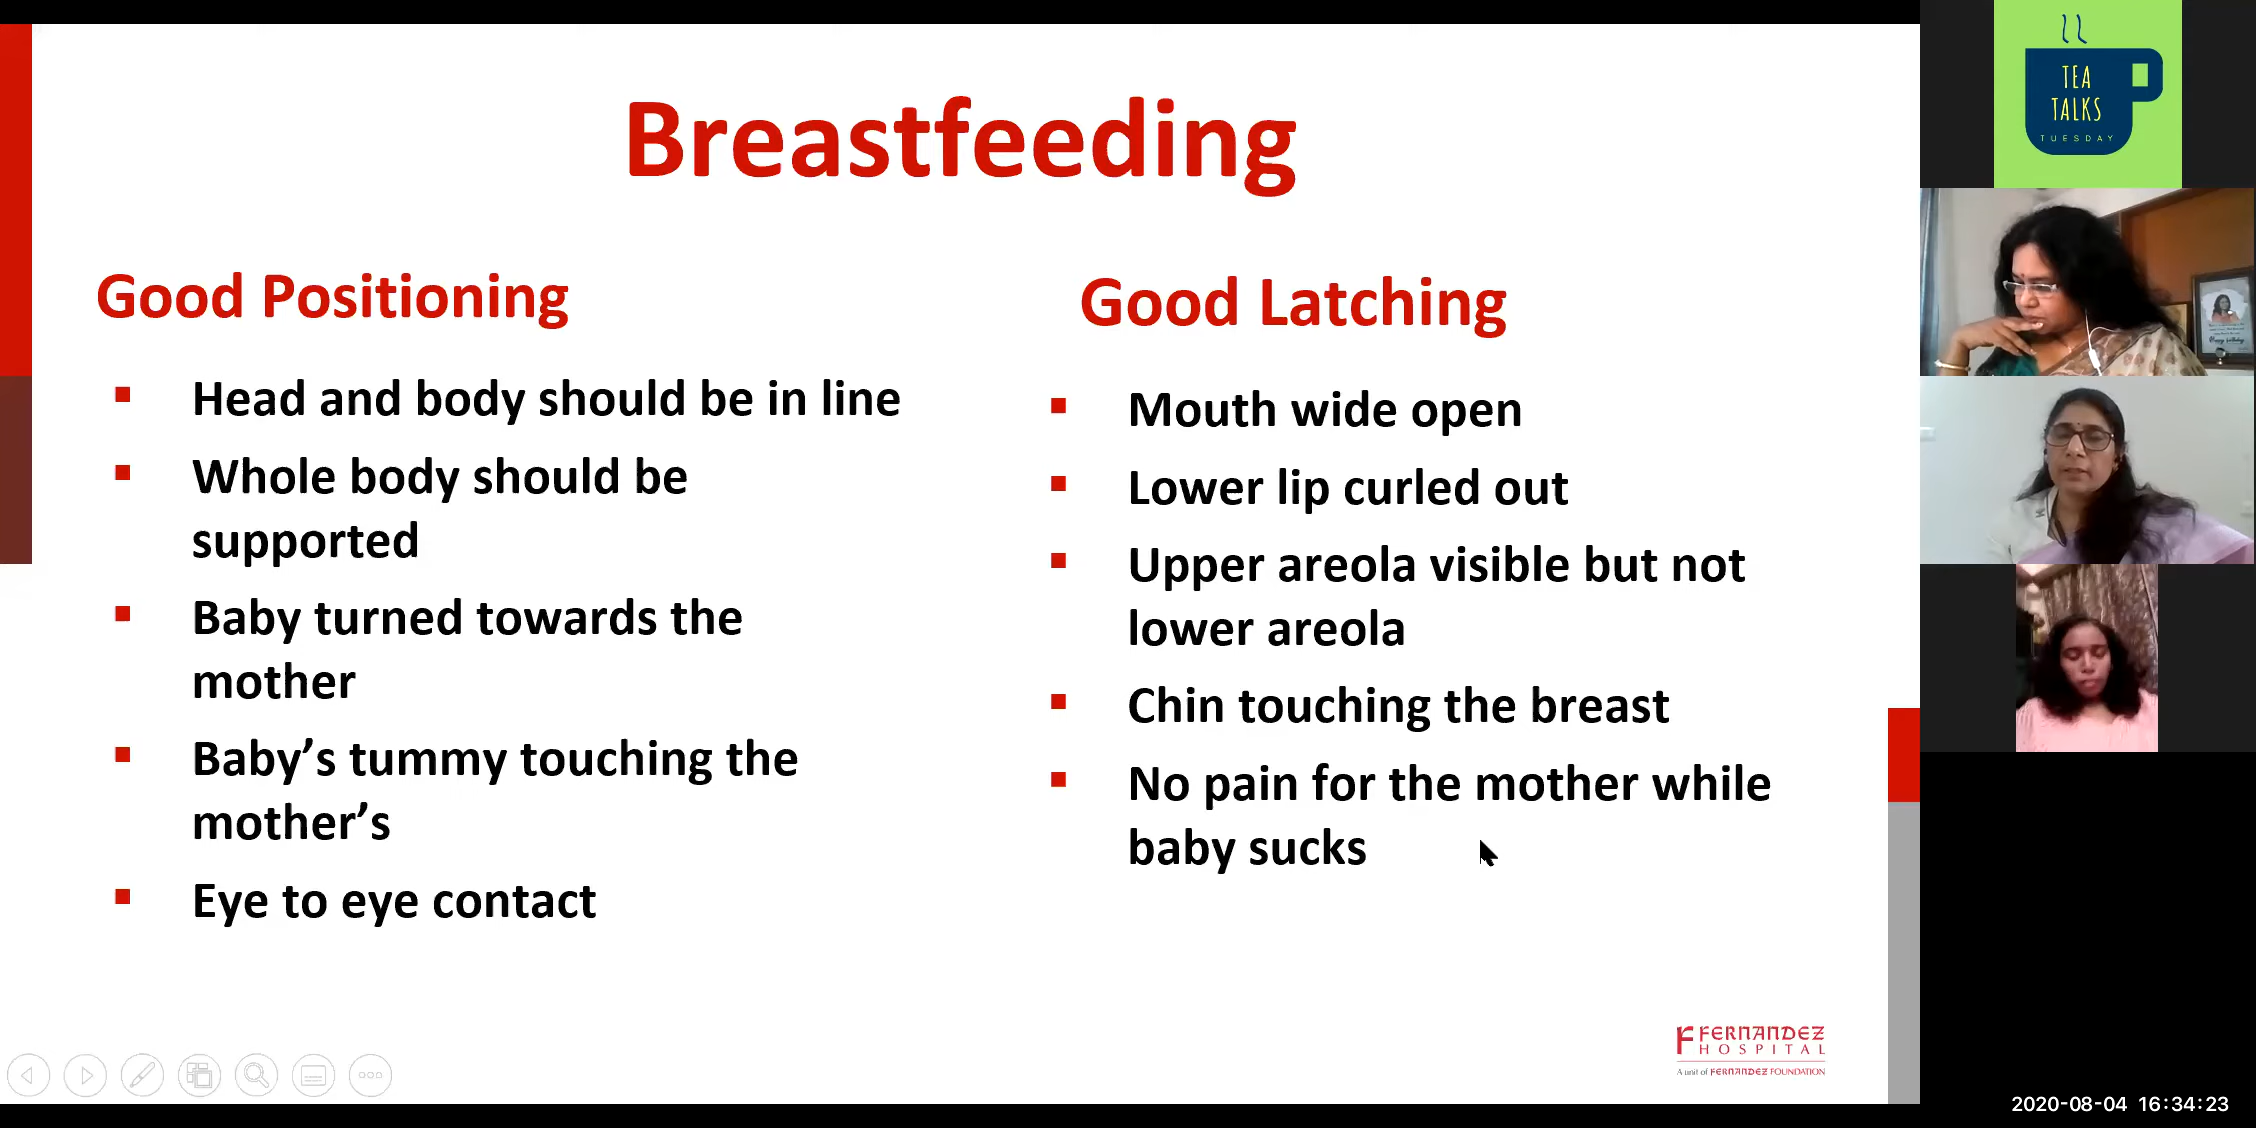 Breastfeeding
Good Positioning
Head and body should be in line
Whole body should be
supported
Baby turned towards the
mother
Baby’s tummy touching the
mother’s
Eye to eye contact
Good Latching
Mouth wide open
Lower lip curled out
Upper areola visible but not
lower areola
Chin touching the breast
No pain for the mother while
baby sucks
FERNANDEZ
HOSPITAL
A unit of FERNANDEZ FOUNDATION
TEA
TALKS
TUESDAY
2020-08-04 16:34:23